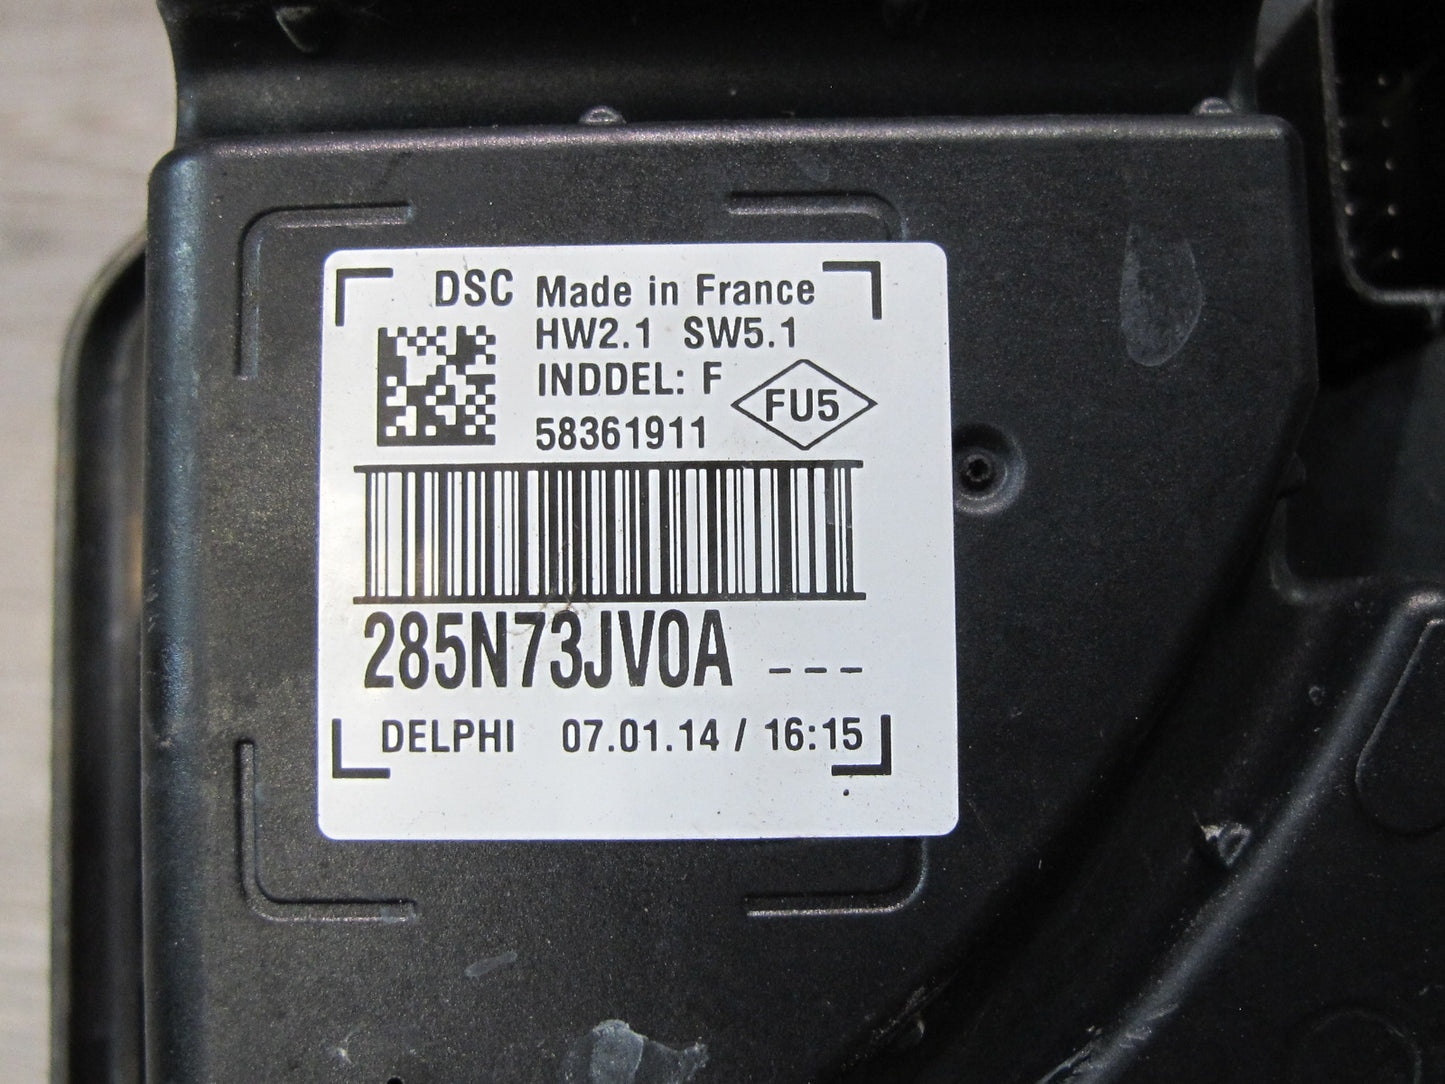 DSC Made in France
HW2.1 SW5.1
INDDEL: F
FU5
58361911
285N73JV0A _ _ _
DELPHI 07.01.14 / 16:15